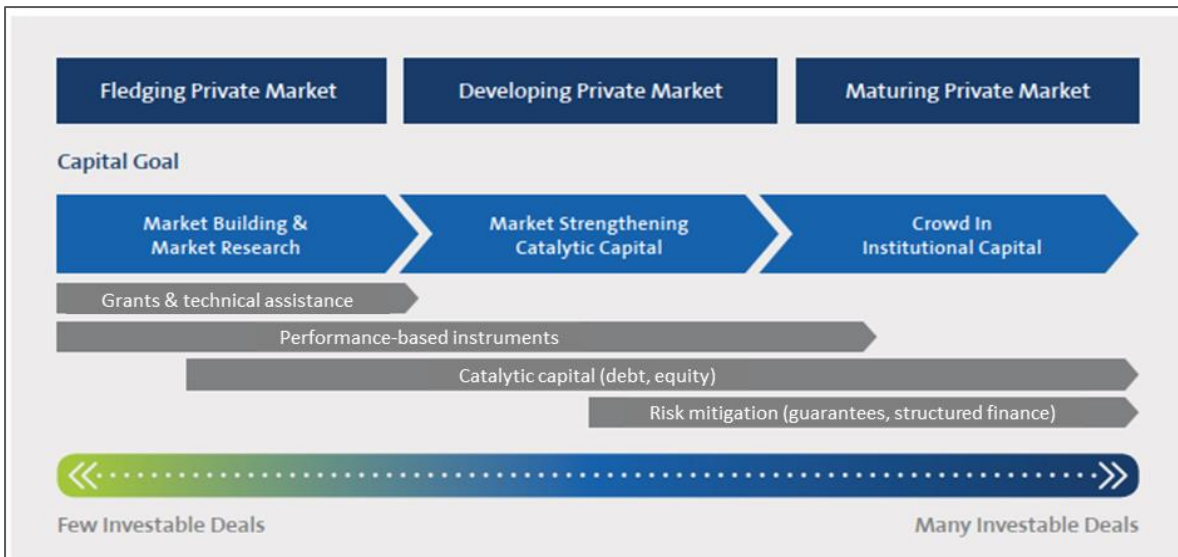 Fledging Private Market
Developing Private Market
Maturing Private Market
Capital Goal
Market Building &
Market Research
Market Strengthening
Catalytic Capital
Crowd In
Institutional Capital
Grants & technical assistance
Performance-based instruments
Catalytic capital (debt, equity)
Risk mitigation (guarantees, structured finance)
Few Investable Deals
Many Investable Deals